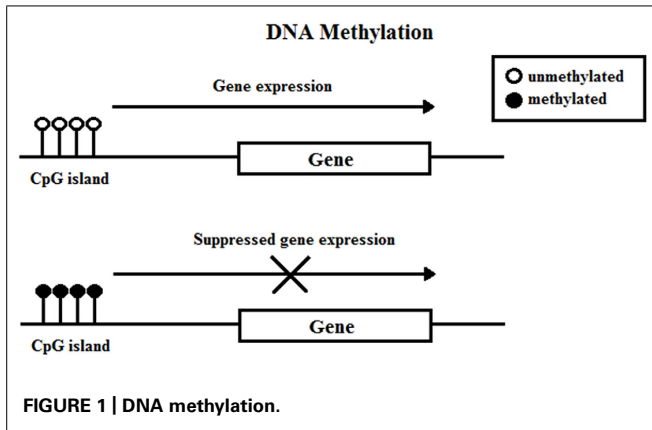 DNA Methylation
Gene expression
unmethylated
methylated
Gene
CpG island
Suppressed gene expression
Gene
CpG island
FIGURE 1 | DNA methylation.